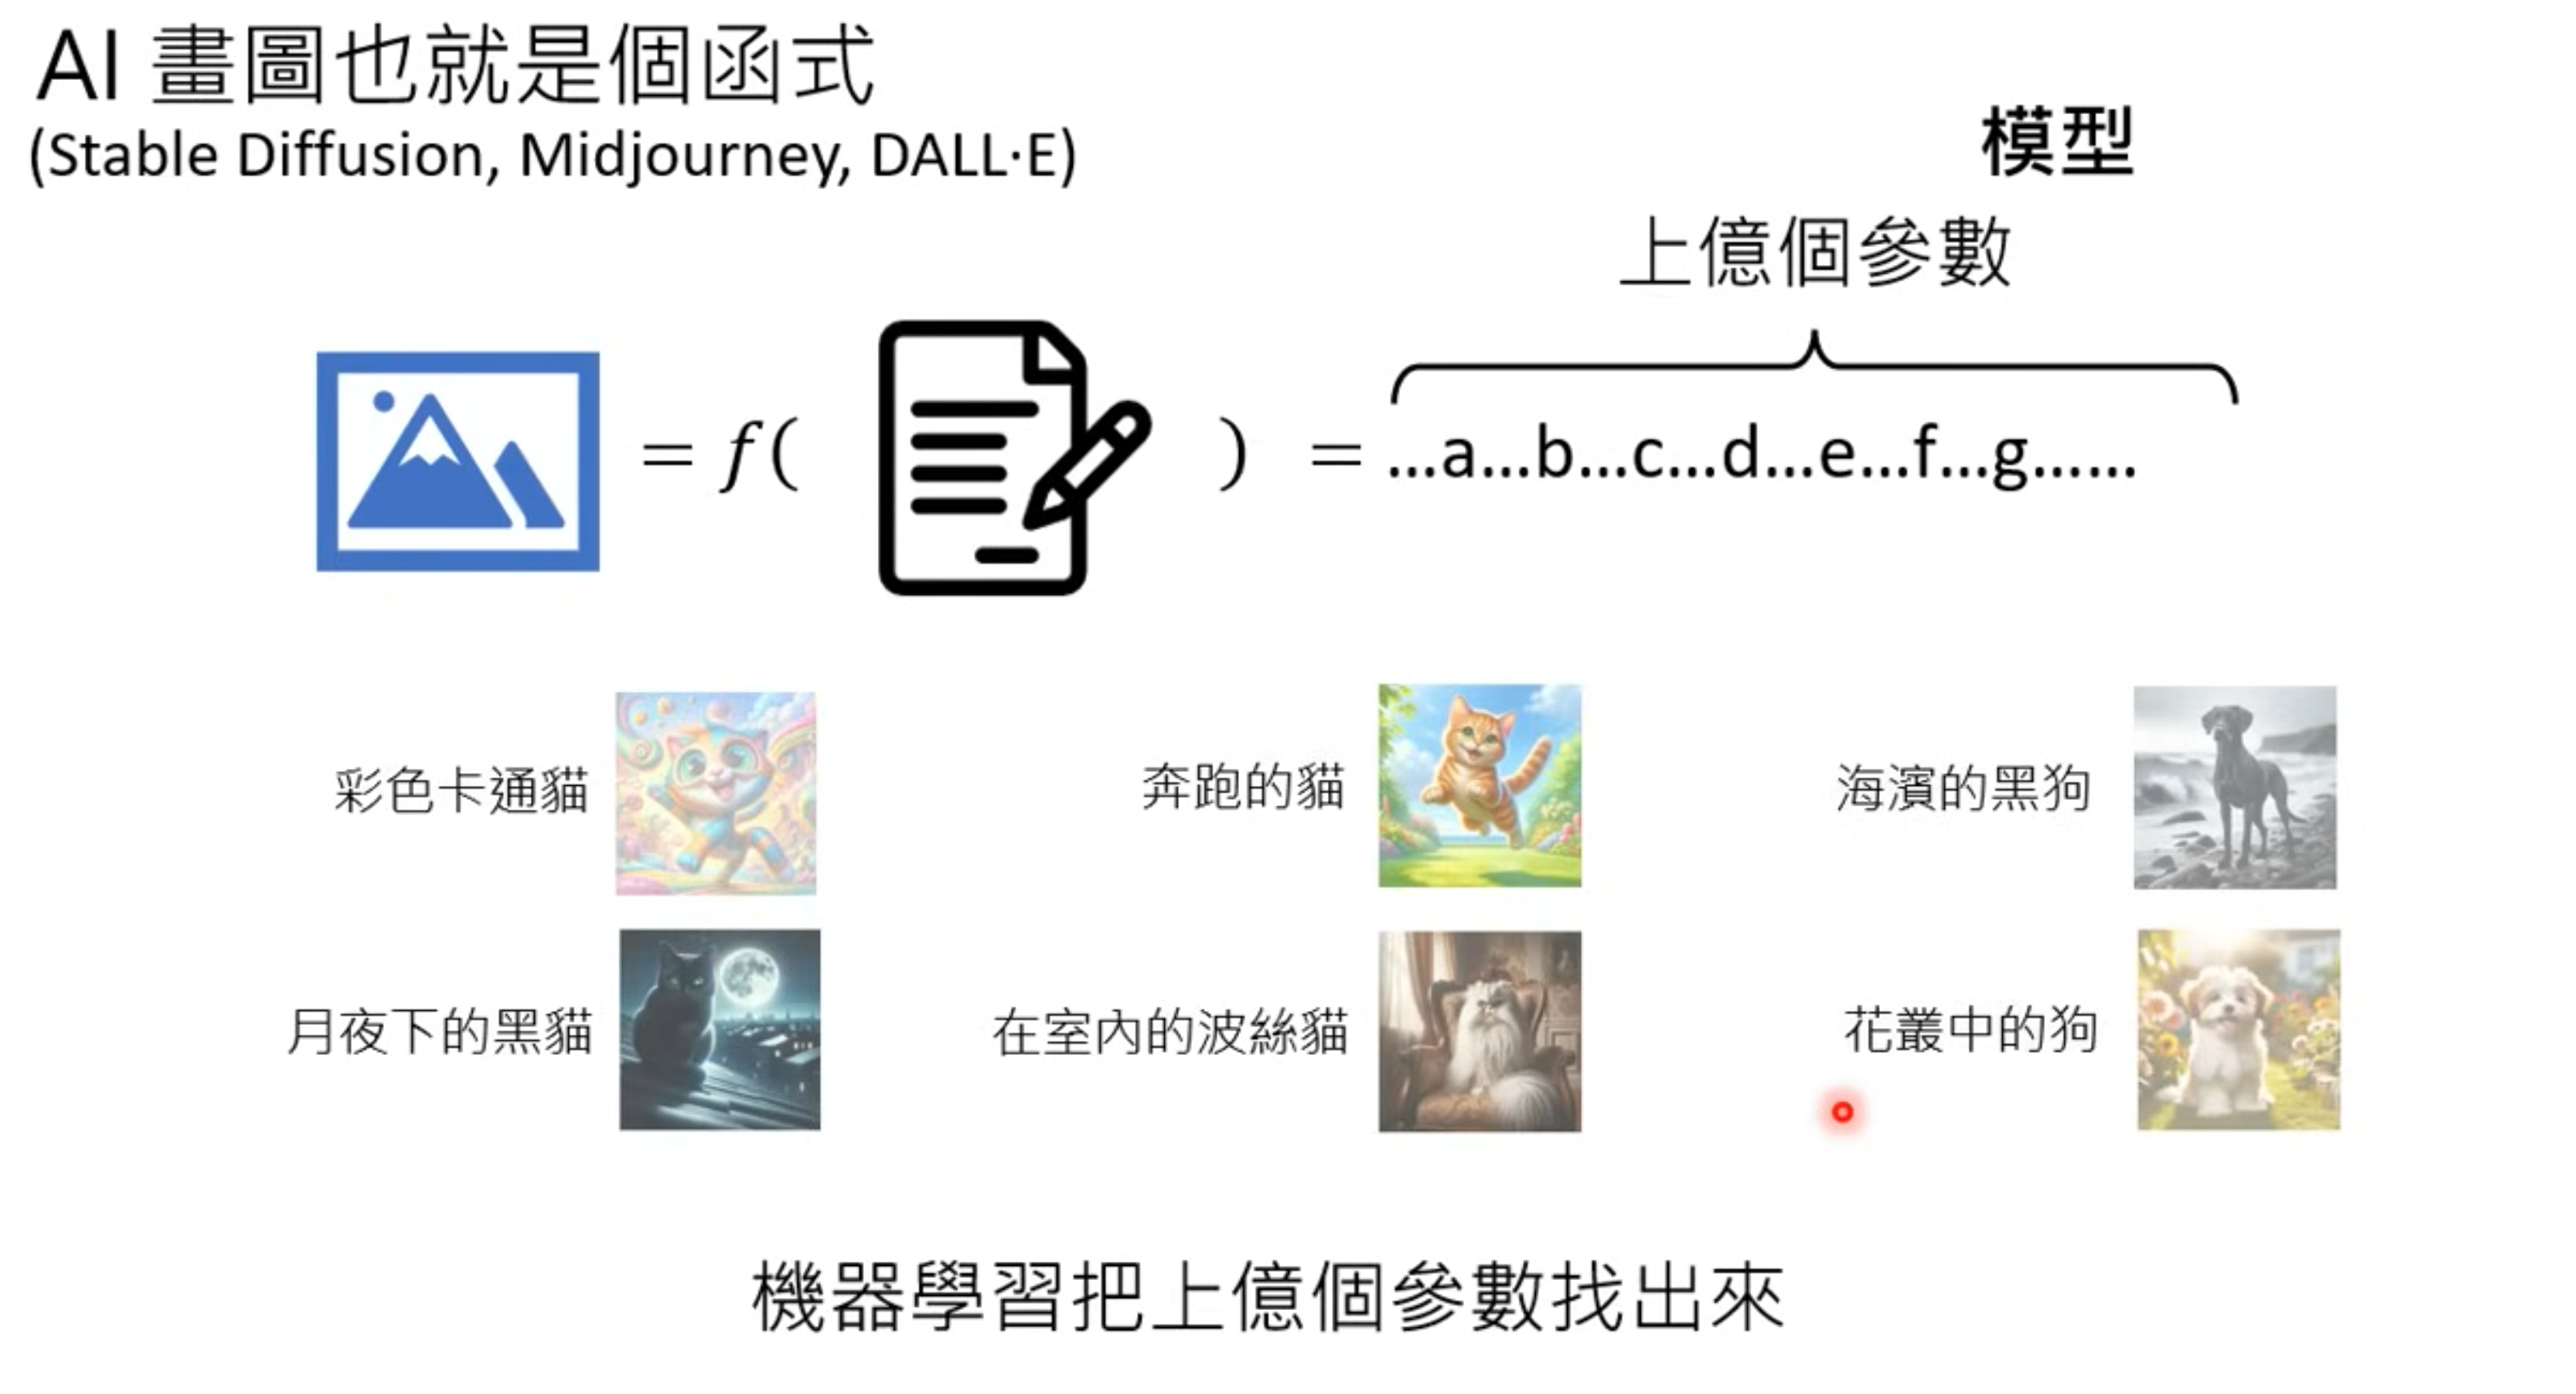 AI 畫圖也就是個函式
(Stable Diffusion, Midjourney, DALL·E)
模型
上億個參數
= f( ) = …a…b…c…d…e…f…g……
彩色卡通貓
奔跑的貓
海濱的黑狗
月夜下的黑貓
在室內的波絲貓
花叢中的狗
機器學習把上億個參數找出來